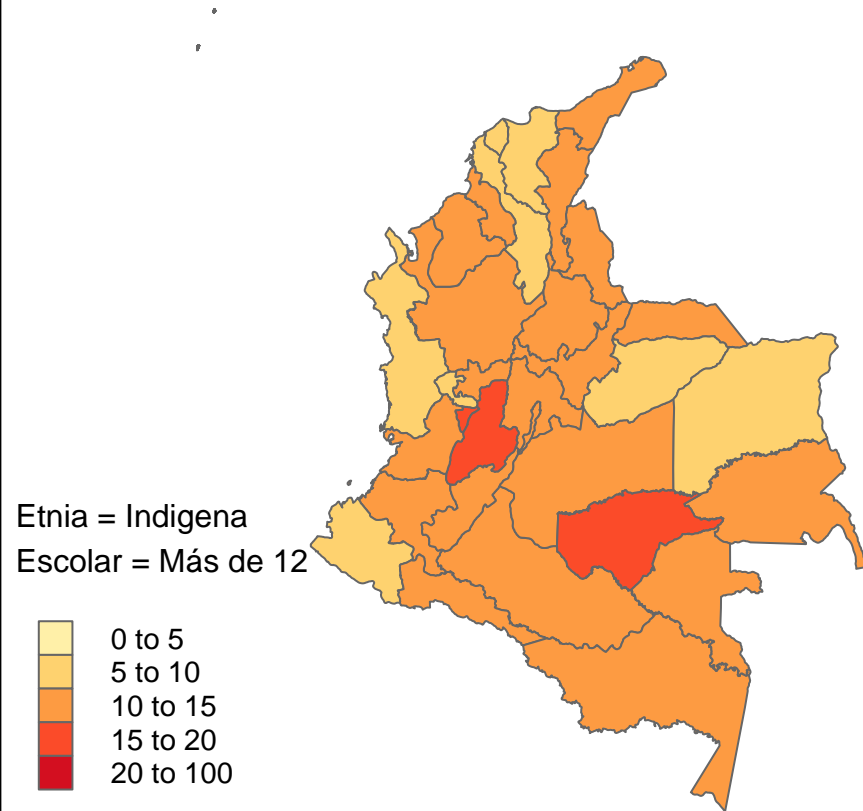 Etnia = Indigena
Escolar = Más de 12
0 to 5
5 to 10
10 to 15
15 to 20
20 to 100